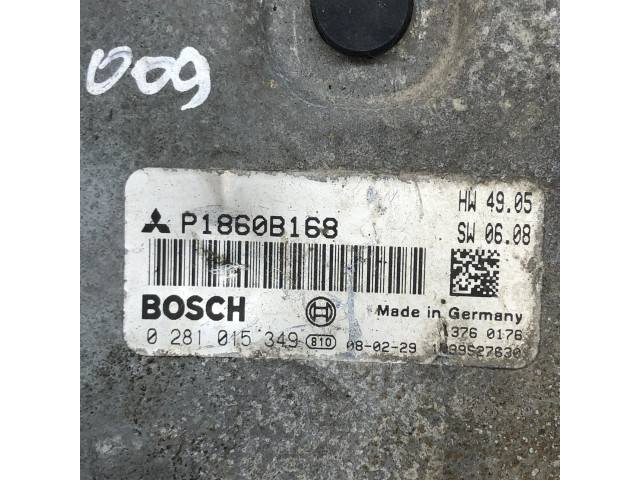 009
P1860B168
HW 49.05
SW 06.08
BOSCH
Made in Germany
1376 0176
0 281 015 349 810 08-02-29 1039S27630